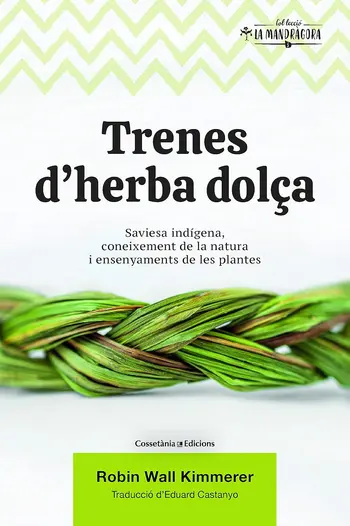 Col·lecció
LA MANDRÀGORA
Trenes
d'herba dolça
Saviesa indígena,
coneixement de la natura
i ensenyaments de les plantes
Cossetània Edicions
Robin Wall Kimmerer
Traducció d'Eduard Castanyo